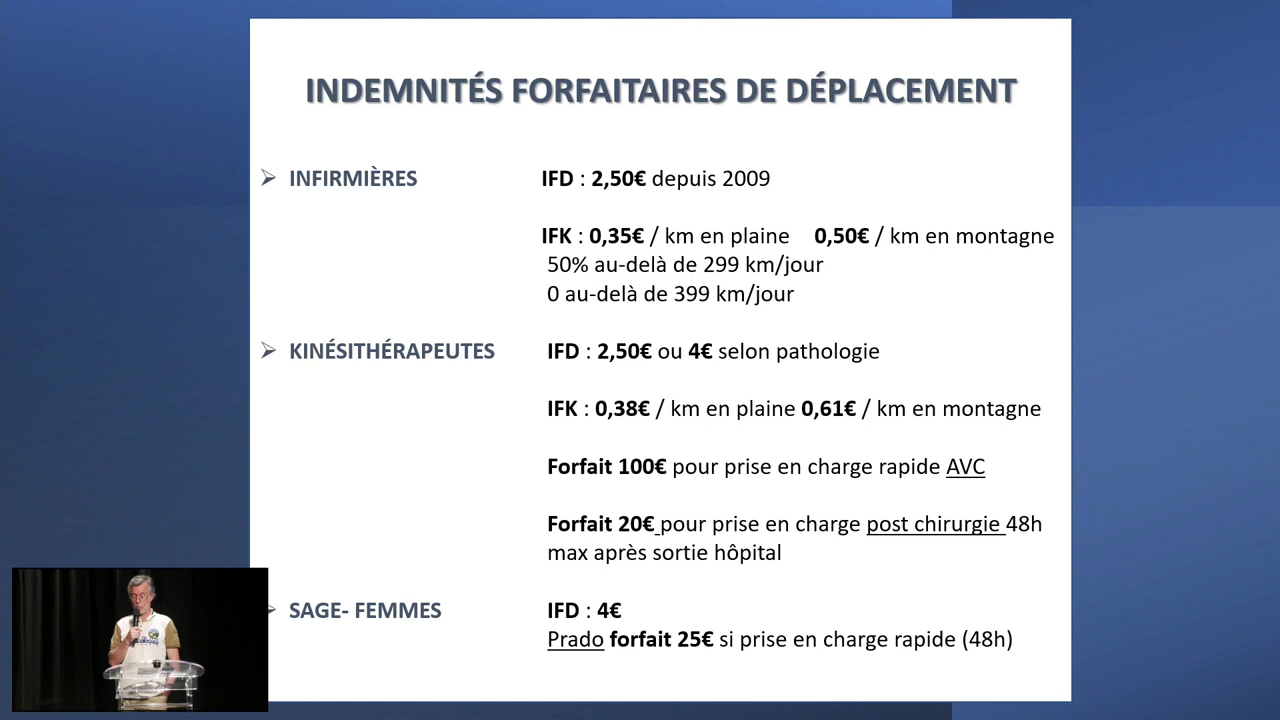 INDEMNITÉS FORFAITAIRES DE DÉPLACEMENT
INFIRMIÈRES
IFD : 2,50€ depuis 2009
IFK : 0,35€ / km en plaine 0,50€ / km en montagne
50% au-delà de 299 km/jour
0 au-delà de 399 km/jour
KINÉSITHÉRAPEUTES
IFD : 2,50€ ou 4€ selon pathologie
IFK : 0,38€ / km en plaine 0,61€ / km en montagne
Forfait 100€ pour prise en charge rapide AVC
Forfait 20€ pour prise en charge post chirurgie 48h
max après sortie hôpital
SAGE- FEMMES
IFD : 4€
Prado forfait 25€ si prise en charge rapide (48h)